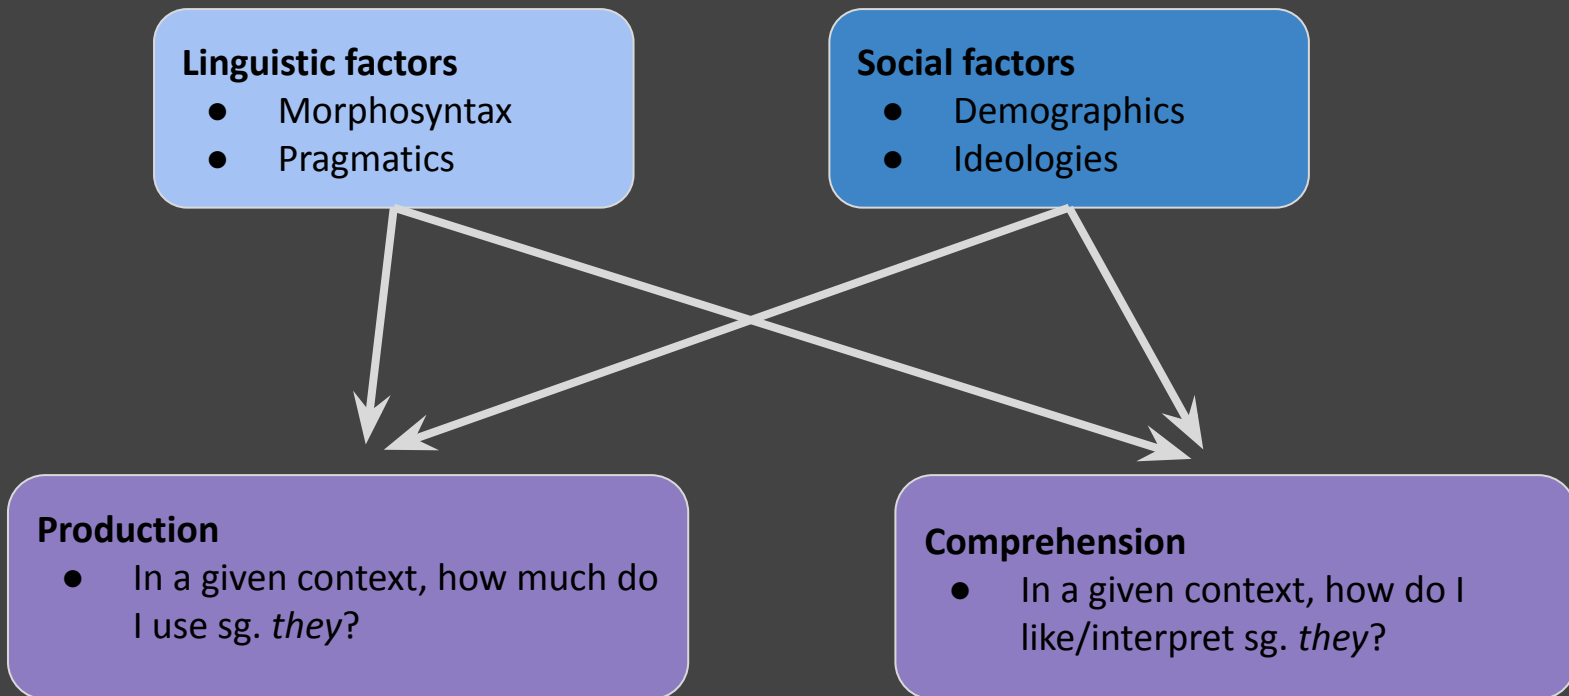 Linguistic factors
● Morphosyntax
● Pragmatics
Social factors
● Demographics
● Ideologies
Production
● In a given context, how much do
I use sg. they?
Comprehension
● In a given context, how do I
like/interpret sg. they?